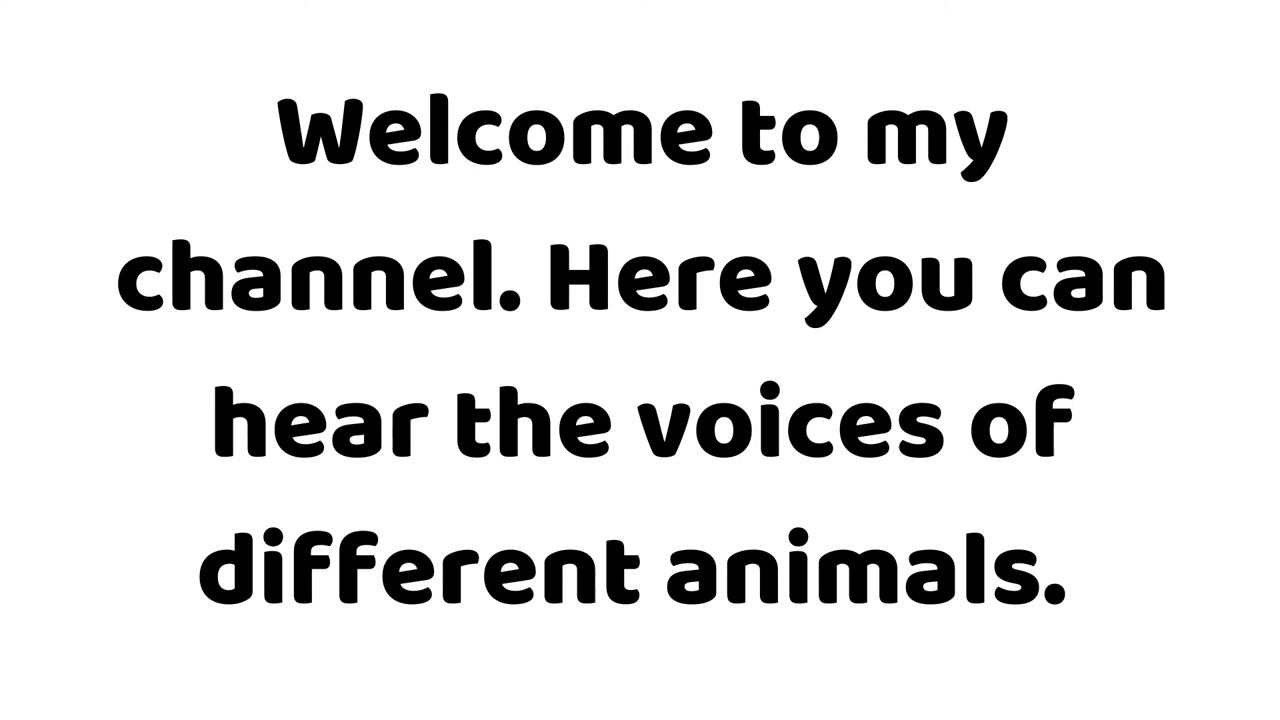 Welcome to my
channel. Here you can
hear the voices of
different animals.